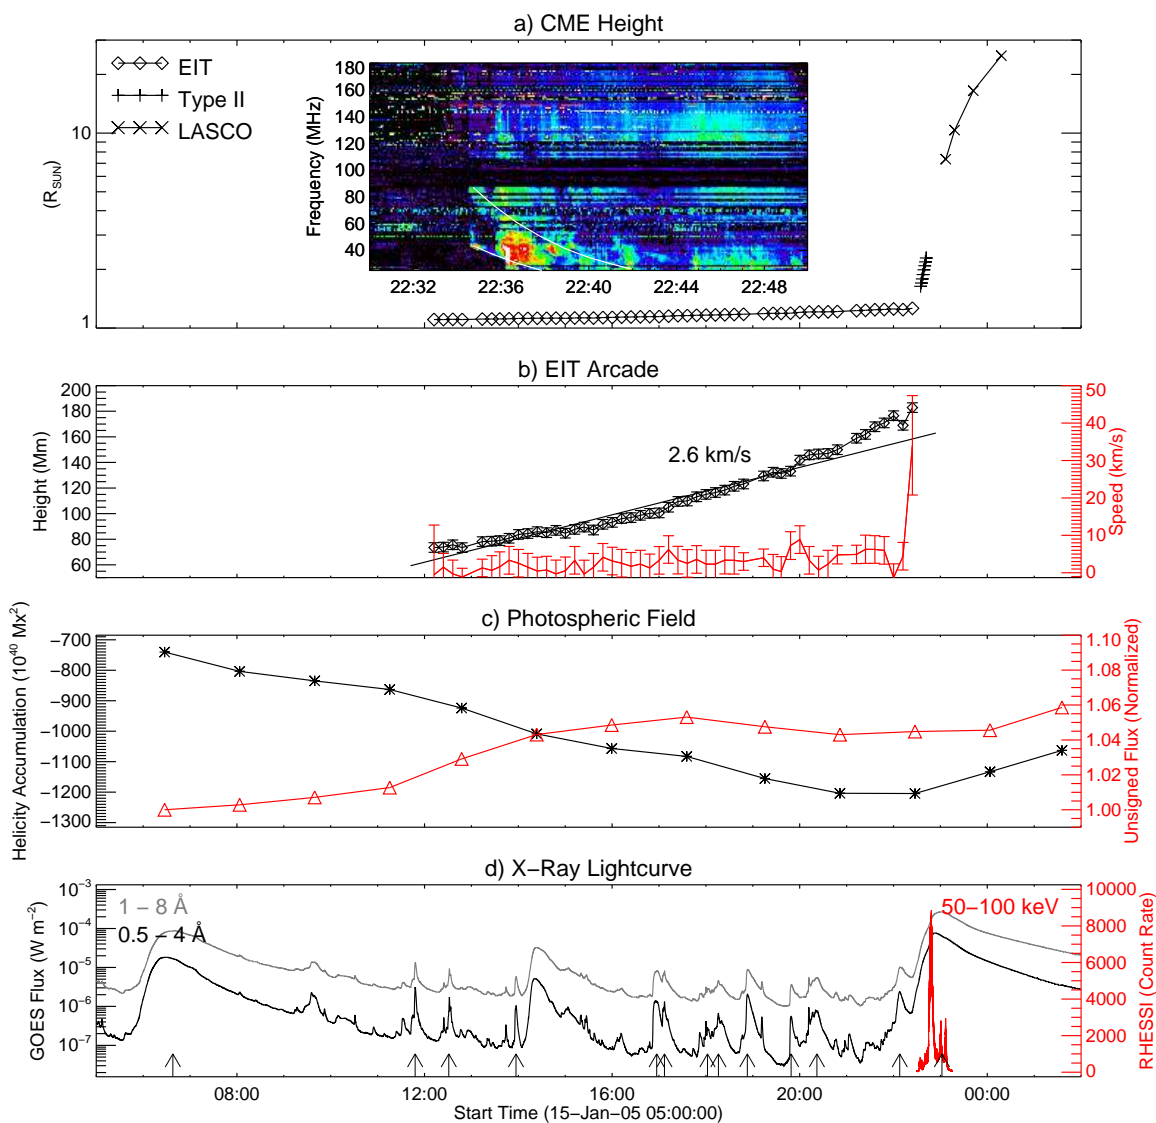 a) CME Height
EIT
Type II
LASCO
10
1
(R_SUN)
Frequency (MHz)
180
160
140
120
100
80
60
40
22:32 22:36 22:40 22:44 22:48
b) EIT Arcade
Height (Mm)
200
180
160
140
120
100
80
60
2.6 km/s
50
40
30
20
10
0
Speed (km/s)
c) Photospheric Field
Helicity Accumulation (10⁴⁰ Mx²)
−700
−800
−900
−1000
−1100
−1200
−1300
1.10
1.08
1.06
1.04
1.02
1.00
Unsigned Flux (Normalized)
d) X−Ray Lightcurve
GOES Flux (W m⁻²)
10⁻³
10⁻⁴
10⁻⁵
10⁻⁶
10⁻⁷
1 − 8 Å
0.5 − 4 Å
50−100 keV
10000
8000
6000
4000
2000
0
RHESSI (Count Rate)
08:00 12:00 16:00 20:00 00:00
Start Time (15−Jan−05 05:00:00)